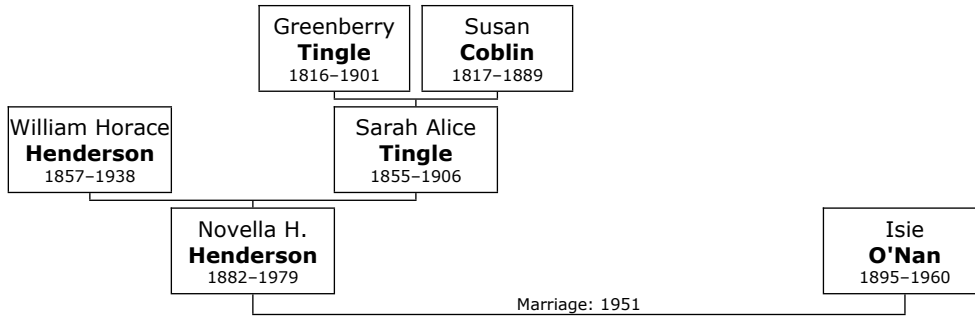 Greenberry
Tingle
1816–1901
Susan
Coblin
1817–1889
William Horace
Henderson
1857–1938
Sarah Alice
Tingle
1855–1906
Novella H.
Henderson
1882–1979
Isie
O'Nan
1895–1960
Marriage: 1951